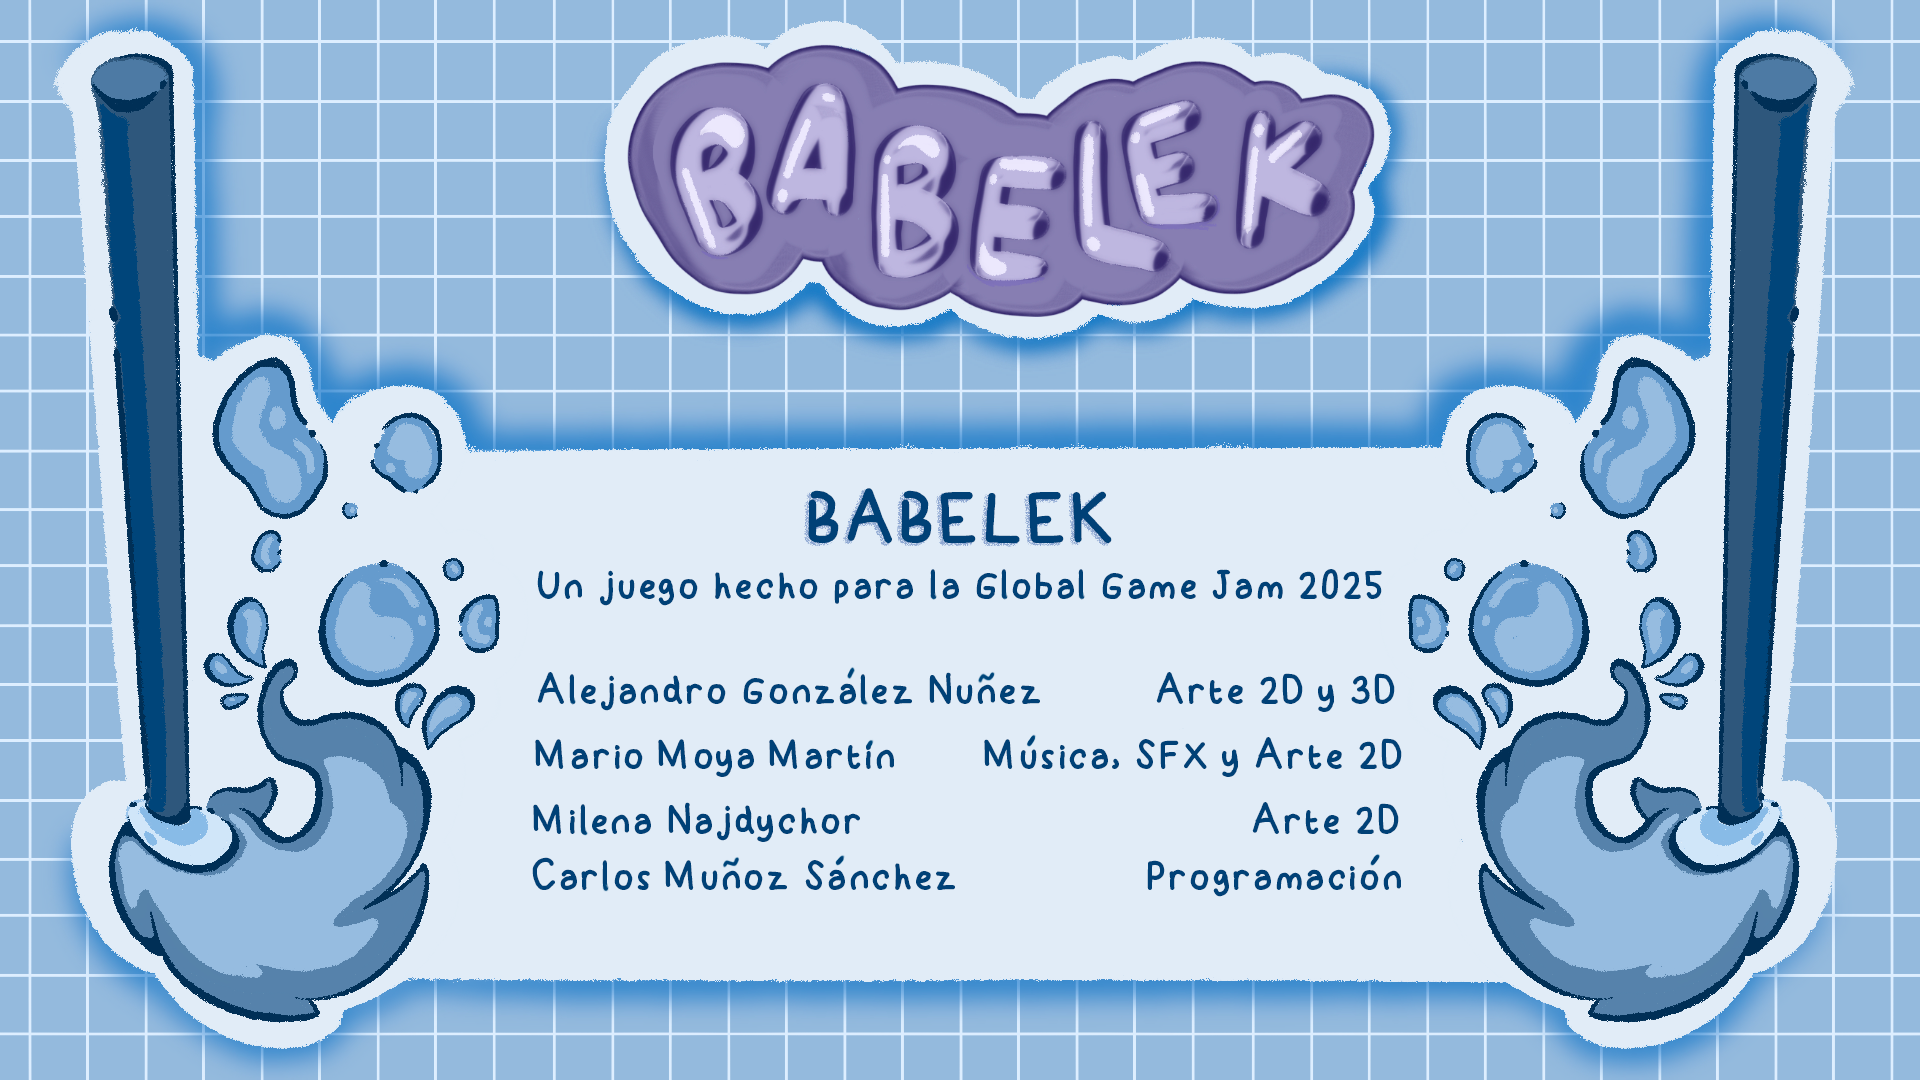 BABELEK
BABELEK
Un juego hecho para la Global Game Jam 2025
Alejandro González Nuñez Arte 2D y 3D
Mario Moya Martín Música, SFX y Arte 2D
Milena Najdychor Arte 2D
Carlos Muñoz Sánchez Programación